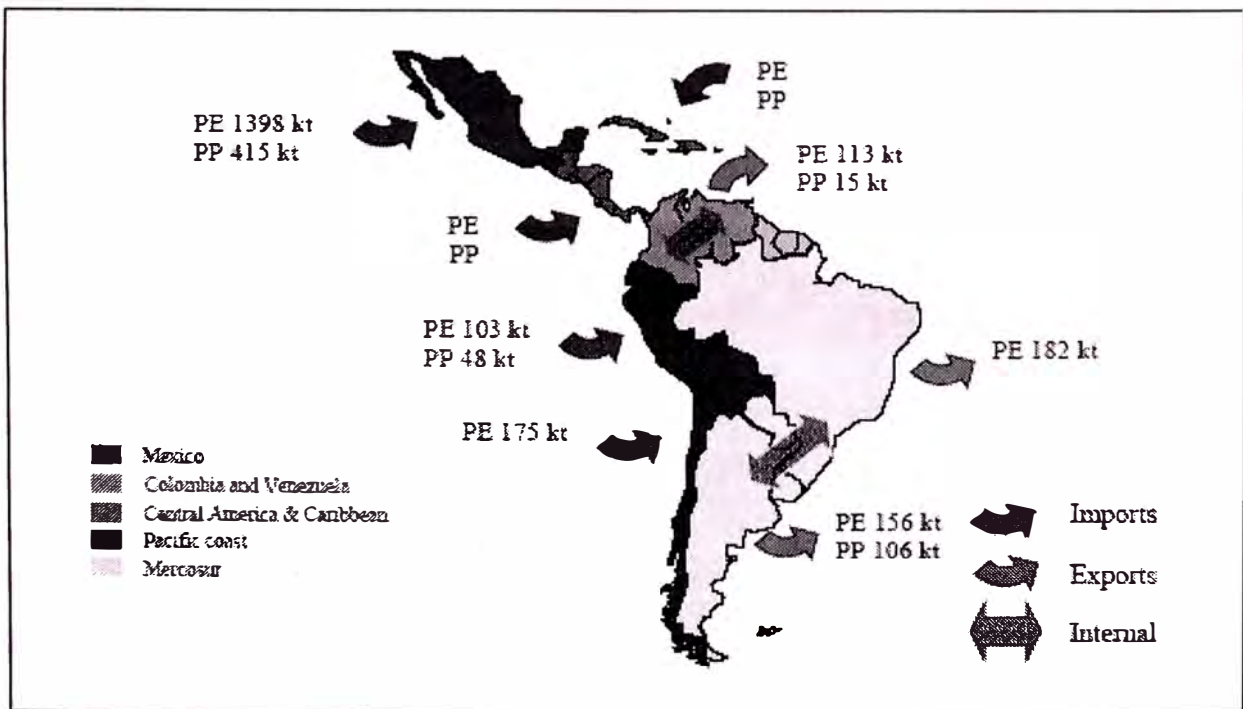 PE
PP
PE 1398 kt
PP 415 kt
PE 113 kt
PP 15 kt
PE
PP
PE 103 kt
PP 48 kt
PE 182 kt
PE 175 kt
Mexico
Colombia and Venezuela
Central America & Caribbean
Pacific coast
Mercosur
PE 156 kt
PP 106 kt
Imports
Exports
Internal